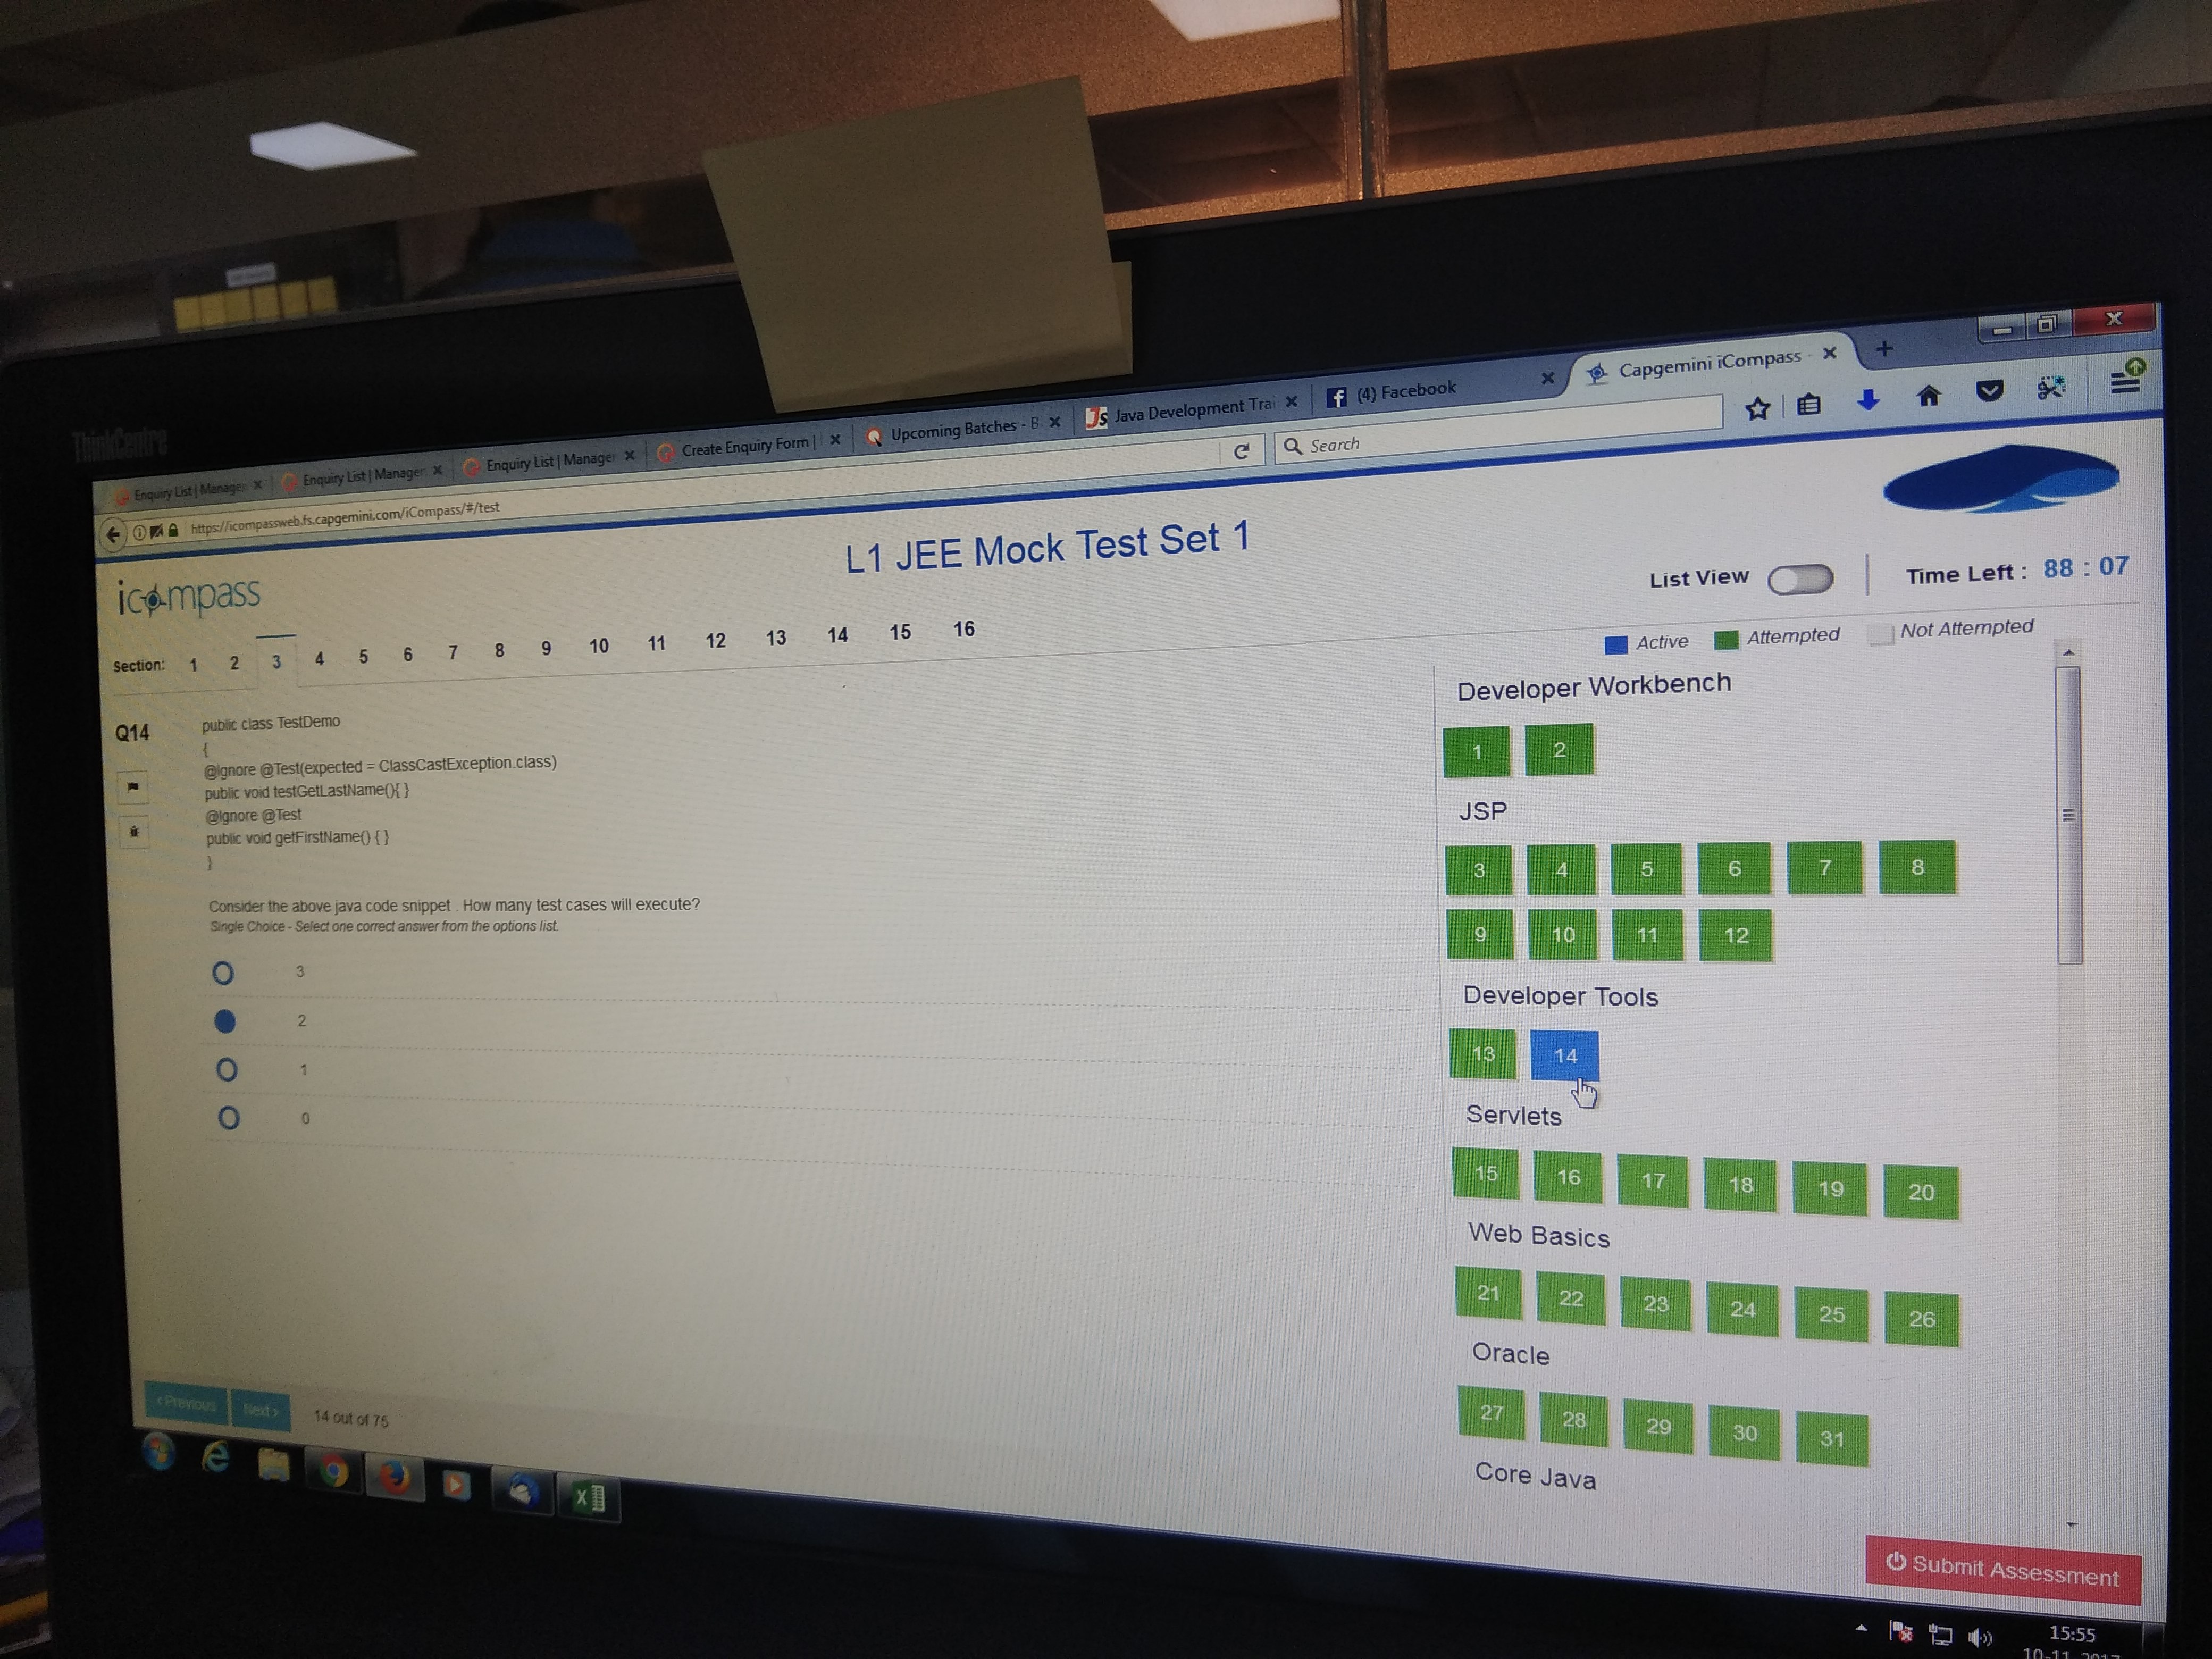 ThinkCentre
Enquiry List | Manager
Enquiry List | Manager
Enquiry List | Manager
Create Enquiry Form |
Upcoming Batches - B
Java Development Trai
(4) Facebook
Capgemini iCompass -
https://icompassweb.fs.capgemini.com/iCompass/#/test
Search
icompass
L1 JEE Mock Test Set 1
List View
Time Left : 88 : 07
Section: 1 2 3 4 5 6 7 8 9 10 11 12 13 14 15 16
Active Attempted Not Attempted
Q14
public class TestDemo
{
@Ignore @Test(expected = ClassCastException.class)
public void testGetLastName(){ }
@Ignore @Test
public void getFirstName() { }
}
Consider the above java code snippet . How many test cases will execute?
Single Choice - Select one correct answer from the options list.
3
2
1
0
Developer Workbench
1 2
JSP
3 4 5 6 7 8
9 10 11 12
Developer Tools
13 14
Servlets
15 16 17 18 19 20
Web Basics
21 22 23 24 25 26
Oracle
27 28 29 30 31
Core Java
< Previous
Next >
14 out of 75
Submit Assessment
15:55
10-11-2017